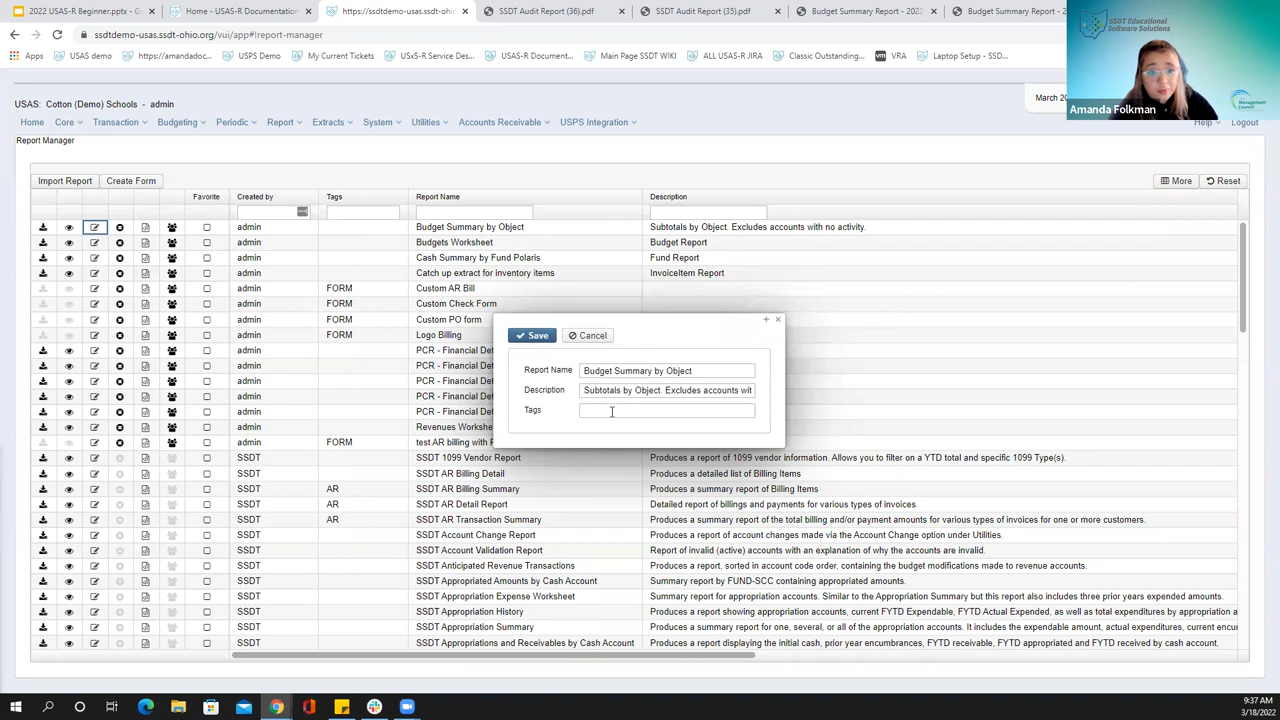 2022 USAS-R Beginner.pptx - G
Home - USAS-R Documentation
https://ssdtdemo-usas.ssdt-ohio
SSDT Audit Report (36).pdf
SSDT Audit Report (35).pdf
Budget Summary Report - 2022
Budget Summary Report -
ssdtdemo-usas.ssdt-ohio.org/vui/app#!report-manager
Apps
USAS demo
https://amandadoc...
USPS Demo
My Current Tickets
USxS-R Service Des...
USAS-R Document...
Main Page SSDT WIKI
ALL USAS-R JIRA
Classic Outstanding...
vm VRA
Laptop Setup - SSD...
SSDT Educational
Software Solutions
Management
Council
Amanda Folkman
USAS: Cotton (Demo) Schools - admin
March 20
Home Core Transaction Budgeting Periodic Report Extracts System Utilities Accounts Receivable USPS Integration Help Logout
Report Manager
Import Report Create Form More Reset
Favorite Created by Tags Report Name Description
admin Budget Summary by Object Subtotals by Object. Excludes accounts with no activity.
admin Budgets Worksheet Budget Report
admin Cash Summary by Fund Polaris Fund Report
admin Catch up extract for inventory items InvoiceItem Report
admin FORM Custom AR Bill
admin FORM Custom Check Form
admin FORM Custom PO form
admin FORM Logo Billing
admin PCR - Financial De
admin PCR - Financial De
admin PCR - Financial De
admin PCR - Financial De
admin PCR - Financial De
admin Revenues Worksheet
admin FORM test AR billing with
SSDT SSDT 1099 Vendor Report Produces a report of 1099 vendor information. Allows you to filter on a YTD total and specific 1099 Type(s).
SSDT SSDT AR Billing Detail Produces a detailed list of Billing Items
SSDT AR SSDT AR Billing Summary Produces a summary report of Billing Items
SSDT AR SSDT AR Detail Report Detailed report of billings and payments for various types of invoices.
SSDT AR SSDT AR Transaction Summary Produces a summary report of the total billing and/or payment amounts for various types of invoices for one or more customers.
SSDT SSDT Account Change Report Produces a report of account changes made via the Account Change option under Utilities.
SSDT SSDT Account Validation Report Report of invalid (active) accounts with an explanation of why the accounts are invalid.
SSDT SSDT Anticipated Revenue Transactions Produces a report, sorted in account code order, containing the budget modifications made to revenue accounts.
SSDT SSDT Appropriated Amounts by Cash Account Summary report by FUND-SCC containing appropriated amounts.
SSDT SSDT Appropriation Expense Worksheet Summary report for appropriation accounts. Similar to the Appropriation Summary but this report also includes three prior years expended amounts.
SSDT SSDT Appropriation History Produces a report showing appropriation accounts, current FYTD Expendable, FYTD Actual Expended, as well as total expenditures by appropriation a
SSDT SSDT Appropriation Summary Produces a summary report for one, several, or all of the appropriation accounts. It includes the expendable amount, actual expenditures, current encum
SSDT SSDT Appropriations and Receivables by Cash Account Produces a report displaying the initial cash, prior year encumbrances, FYTD receivable, FYTD appropriated and FYTD received by cash account.
Save Cancel
Report Name Budget Summary by Object
Description Subtotals by Object. Excludes accounts wit
Tags
9:37 AM
3/18/2022